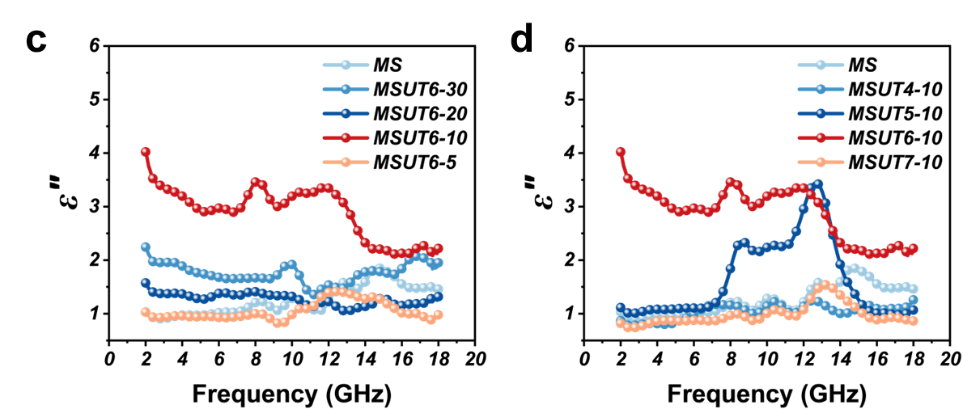 c
6
5
4
3
2
1
ε"
MS
MSUT6-30
MSUT6-20
MSUT6-10
MSUT6-5
0 2 4 6 8 10 12 14 16 18 20
Frequency (GHz)
d
6
5
4
3
2
1
ε"
MS
MSUT4-10
MSUT5-10
MSUT6-10
MSUT7-10
0 2 4 6 8 10 12 14 16 18 20
Frequency (GHz)